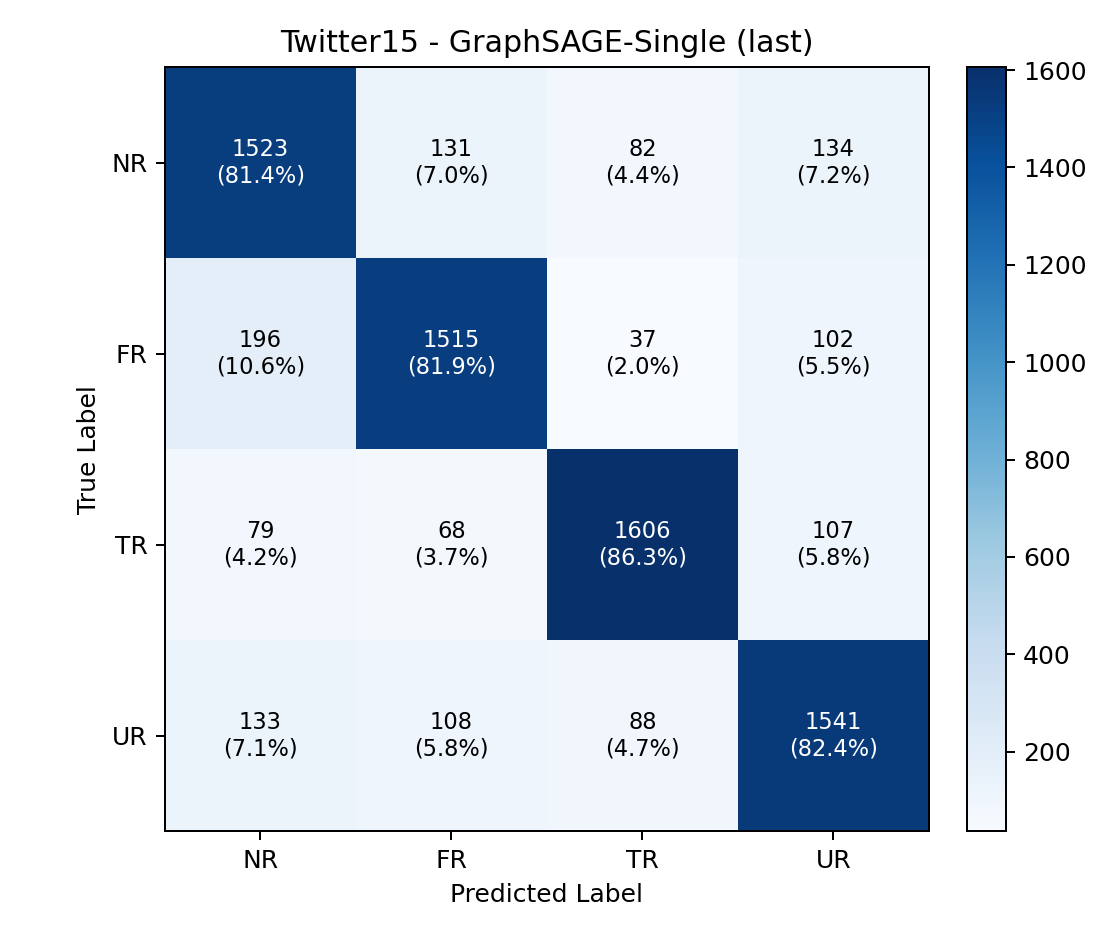 Twitter15 - GraphSAGE-Single (last)
1600
1400
1200
1000
800
600
400
200
True Label
NR
1523 131 82 134
(81.4%) (7.0%) (4.4%) (7.2%)
FR
196 1515 37 102
(10.6%) (81.9%) (2.0%) (5.5%)
TR
79 68 1606 107
(4.2%) (3.7%) (86.3%) (5.8%)
UR
133 108 88 1541
(7.1%) (5.8%) (4.7%) (82.4%)
NR FR TR UR
Predicted Label